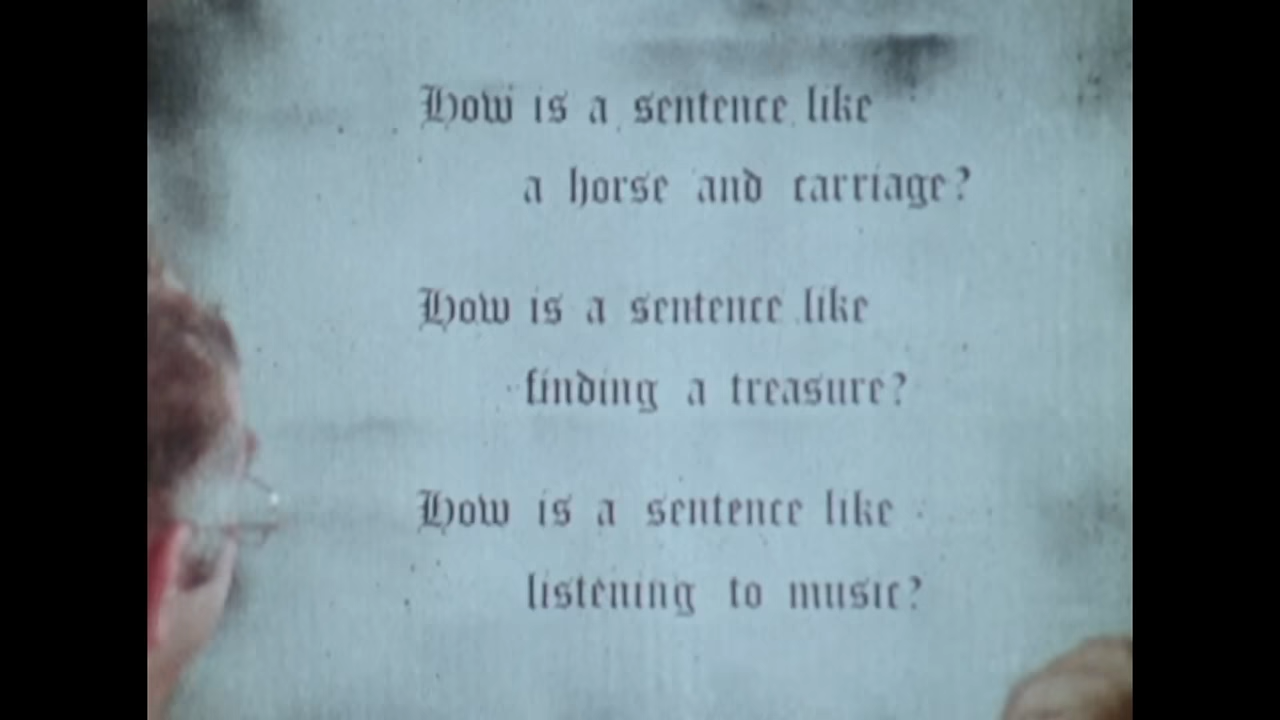 How is a sentence like
a horse and carriage?
How is a sentence like
finding a treasure?
How is a sentence like
listening to music?